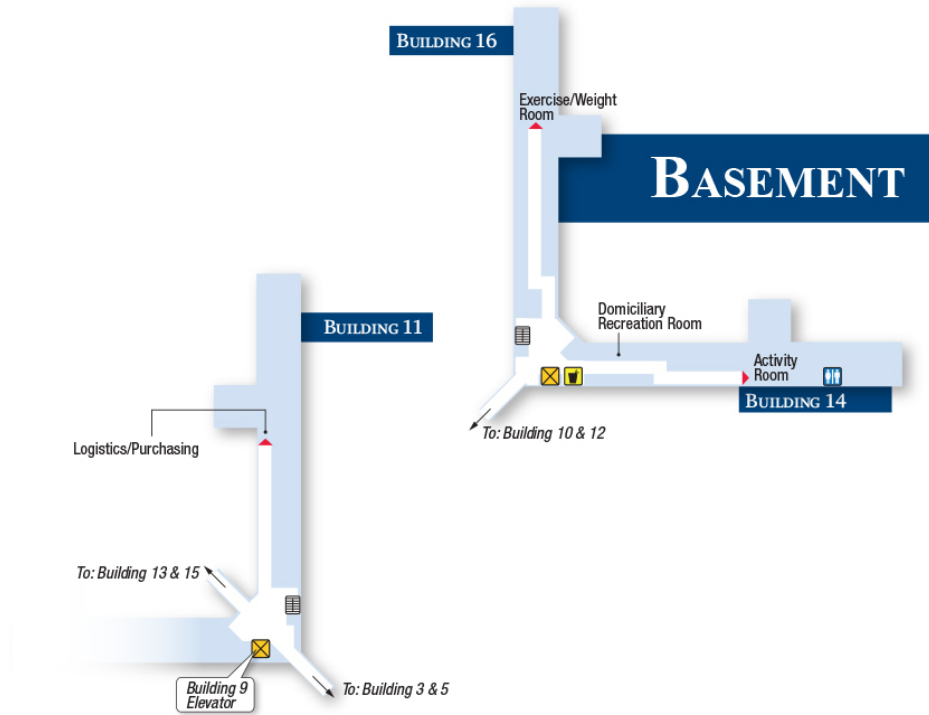 BUILDING 16
Exercise/Weight
Room
BASEMENT
BUILDING 11
Domiciliary
Recreation Room
Activity
Room
BUILDING 14
To: Building 10 & 12
Logistics/Purchasing
To: Building 13 & 15
Building 9
Elevator
To: Building 3 & 5